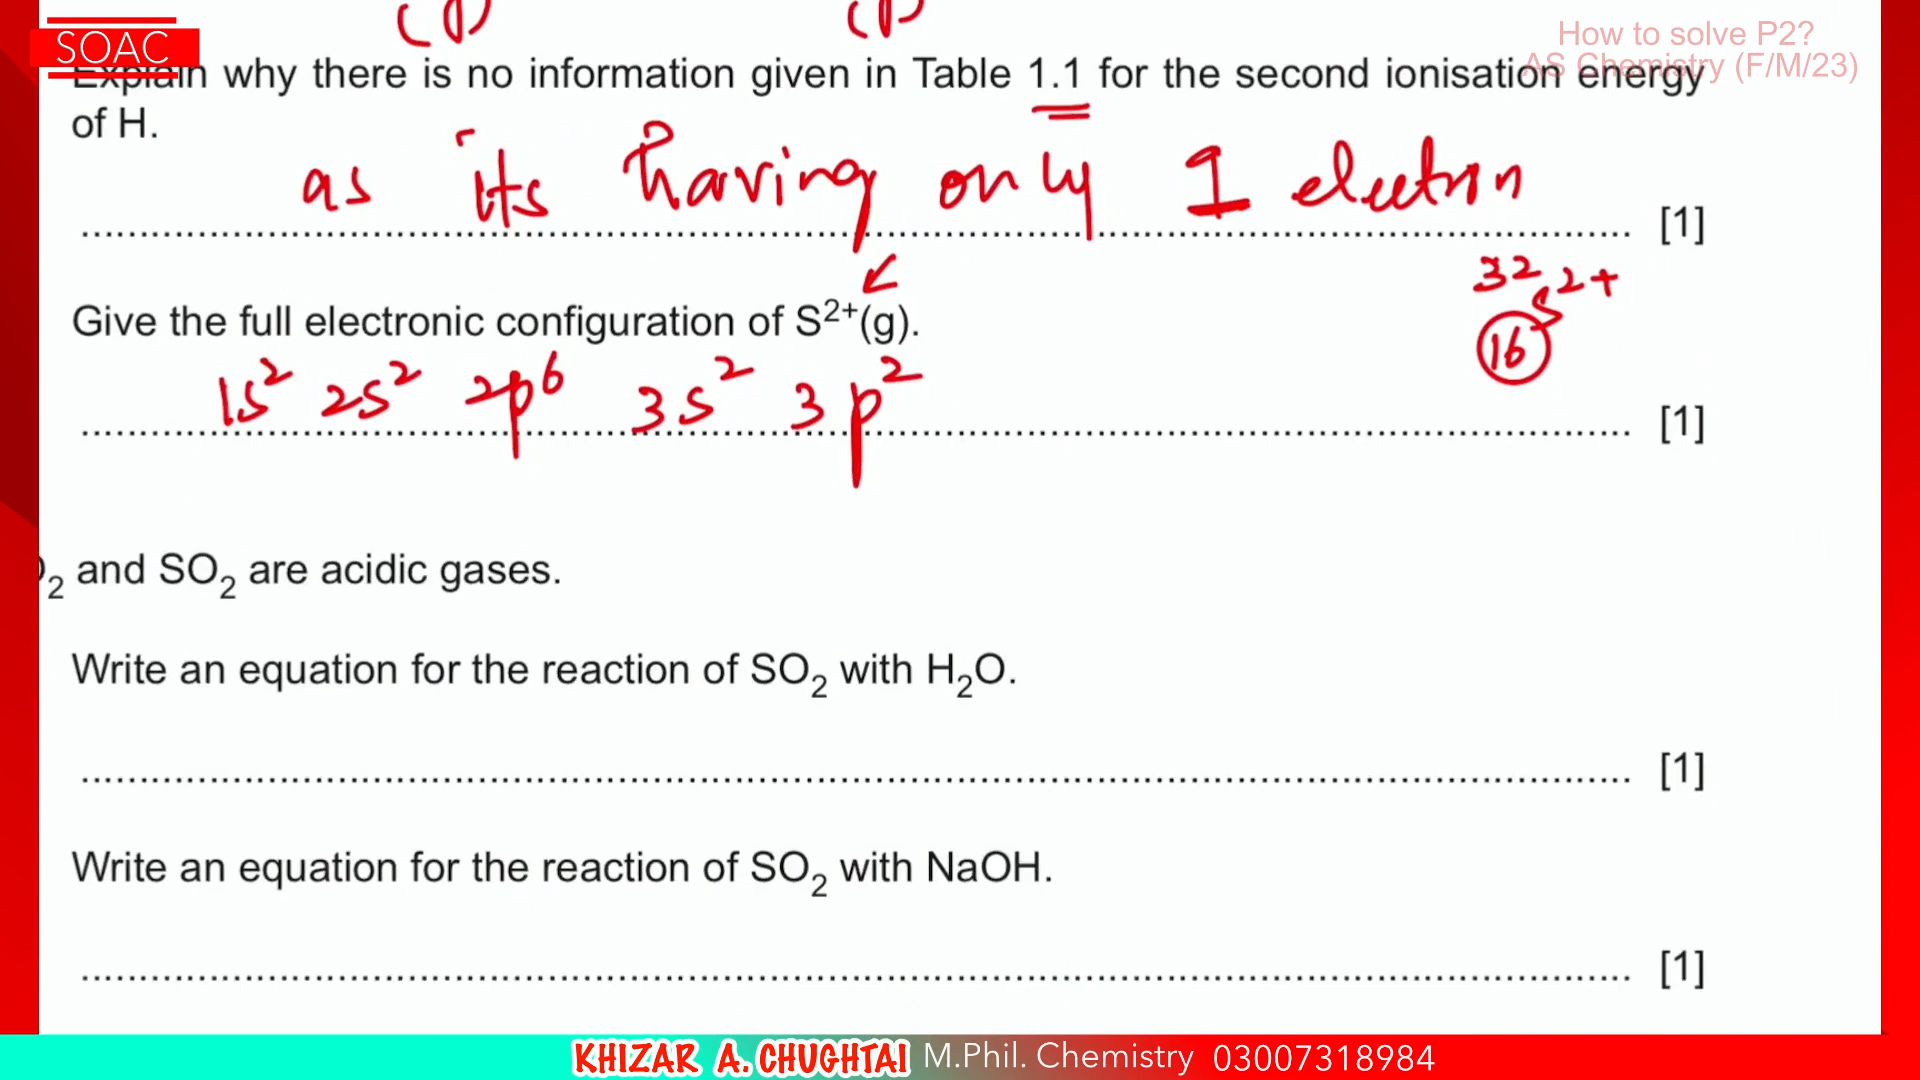 SOAC
How to solve P2?
AS Chemistry (F/M/23)
(1) (1)
Explain why there is no information given in Table 1.1 for the second ionisation energy
of H.
as its having only 1 electron
[1]
32 S 2+
16
Give the full electronic configuration of S2+(g).
1s2 2s2 2p6 3s2 3p2
[1]
2 and SO2 are acidic gases.
Write an equation for the reaction of SO2 with H2O.
[1]
Write an equation for the reaction of SO2 with NaOH.
[1]
KHIZAR A. CHUGHTAI M.Phil. Chemistry 03007318984